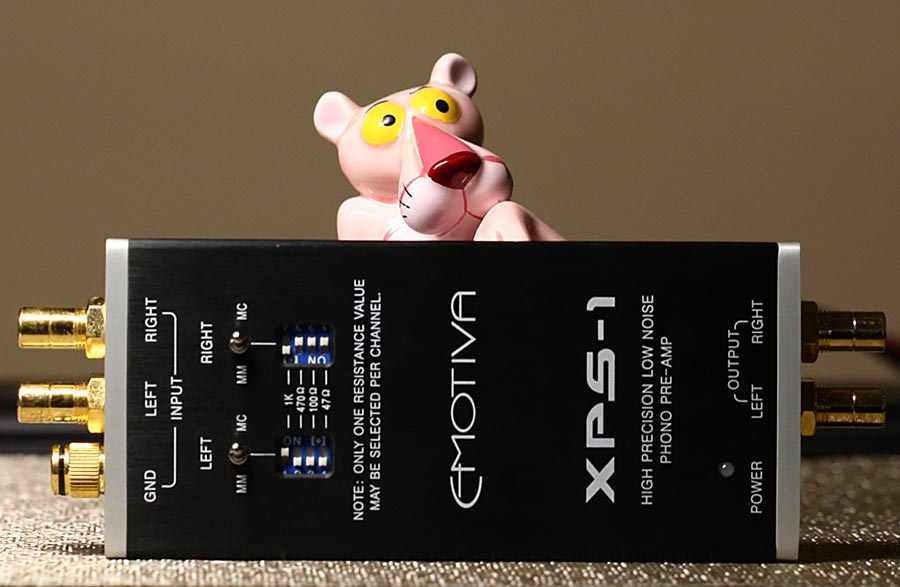 RIGHT
LEFT
INPUT
GND
RIGHT
MC
MM
LEFT
MC
MM
ON
1K
470Ω
100Ω
47Ω
ON
NOTE: ONLY ONE RESISTANCE VALUE
MAY BE SELECTED PER CHANNEL.
EMOTIVA
XPS-1
HIGH PRECISION LOW NOISE
PHONO PRE-AMP
OUTPUT
RIGHT
LEFT
POWER